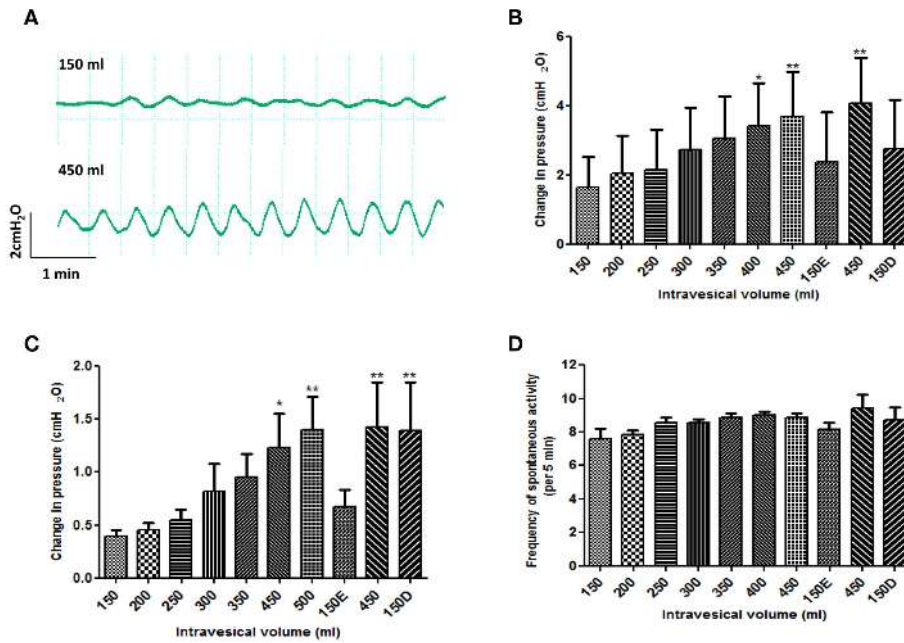 A
150 ml
450 ml
2cmH2O
1 min
B
Change In pressure (cmH 2O)
6
4
2
0
* ** **
150 200 250 300 350 400 450 150E 450 150D
Intravesical volume (ml)
C
Change In pressure (cmH 2O)
2.0
1.5
1.0
0.5
0.0
* ** ** **
150 200 250 300 350 450 500 150E 450 150D
Intravesical volume (ml)
D
Frequency of spontaneous activity
(per 5 min)
12
10
8
6
4
2
0
150 200 250 300 350 400 450 150E 450 150D
Intravesical volume (ml)